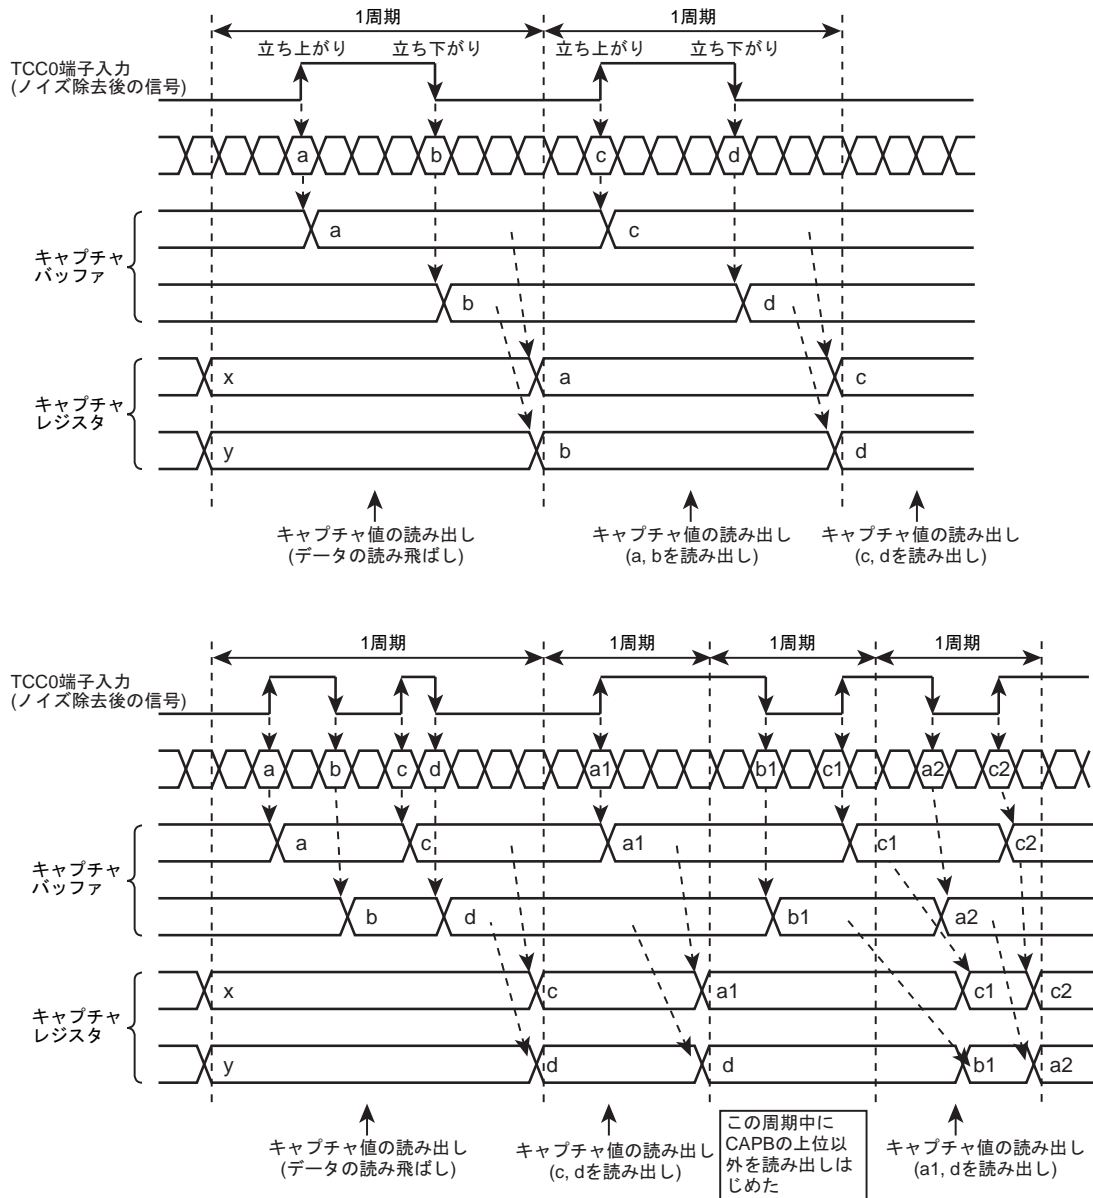 1周期 1周期
立ち上がり 立ち下がり 立ち上がり 立ち下がり
TCC0端子入力
(ノイズ除去後の信号)
a b c d
a c
キャプチャ
バッファ
b d
x a c
キャプチャ
レジスタ
y b d
キャプチャ値の読み出し
(データの読み飛ばし)
キャプチャ値の読み出し
(a, bを読み出し)
キャプチャ値の読み出し
(c, dを読み出し)
1周期 1周期 1周期 1周期
TCC0端子入力
(ノイズ除去後の信号)
a b c d a1 b1 c1 a2 c2
a c a1 c1 c2
キャプチャ
バッファ
b d b1 a2
x c a1 c1 c2
キャプチャ
レジスタ
y d d b1 a2
キャプチャ値の読み出し
(データの読み飛ばし)
キャプチャ値の読み出し
(c, dを読み出し)
この周期中に
CAPBの上位以
外を読み出しは
じめた
キャプチャ値の読み出し
(a1, dを読み出し)